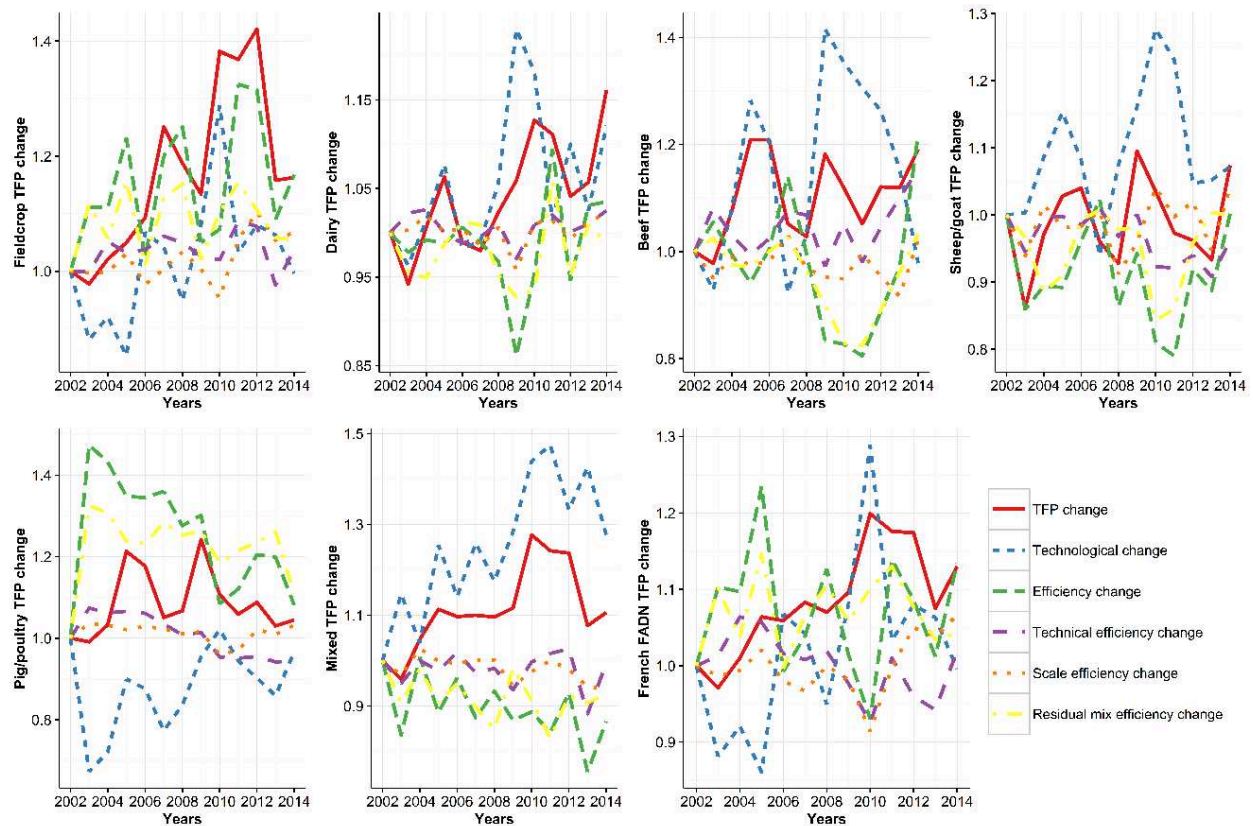 Fieldcrop TFP change
1.4
1.2
1.0
2002 2004 2006 2008 2010 2012 2014
Years
Dairy TFP change
1.15
1.05
0.95
0.85
2002 2004 2006 2008 2010 2012 2014
Years
Beef TFP change
1.4
1.2
1.0
0.8
2002 2004 2006 2008 2010 2012 2014
Years
Sheep/goat TFP change
1.3
1.2
1.1
1.0
0.9
0.8
2002 2004 2006 2008 2010 2012 2014
Years
Pig/poultry TFP change
1.4
1.2
1.0
0.8
2002 2004 2006 2008 2010 2012 2014
Years
Mixed TFP change
1.5
1.3
1.1
0.9
2002 2004 2006 2008 2010 2012 2014
Years
French FADN TFP change
1.3
1.2
1.1
1.0
0.9
2002 2004 2006 2008 2010 2012 2014
Years
TFP change
Technological change
Efficiency change
Technical efficiency change
Scale efficiency change
Residual mix efficiency change